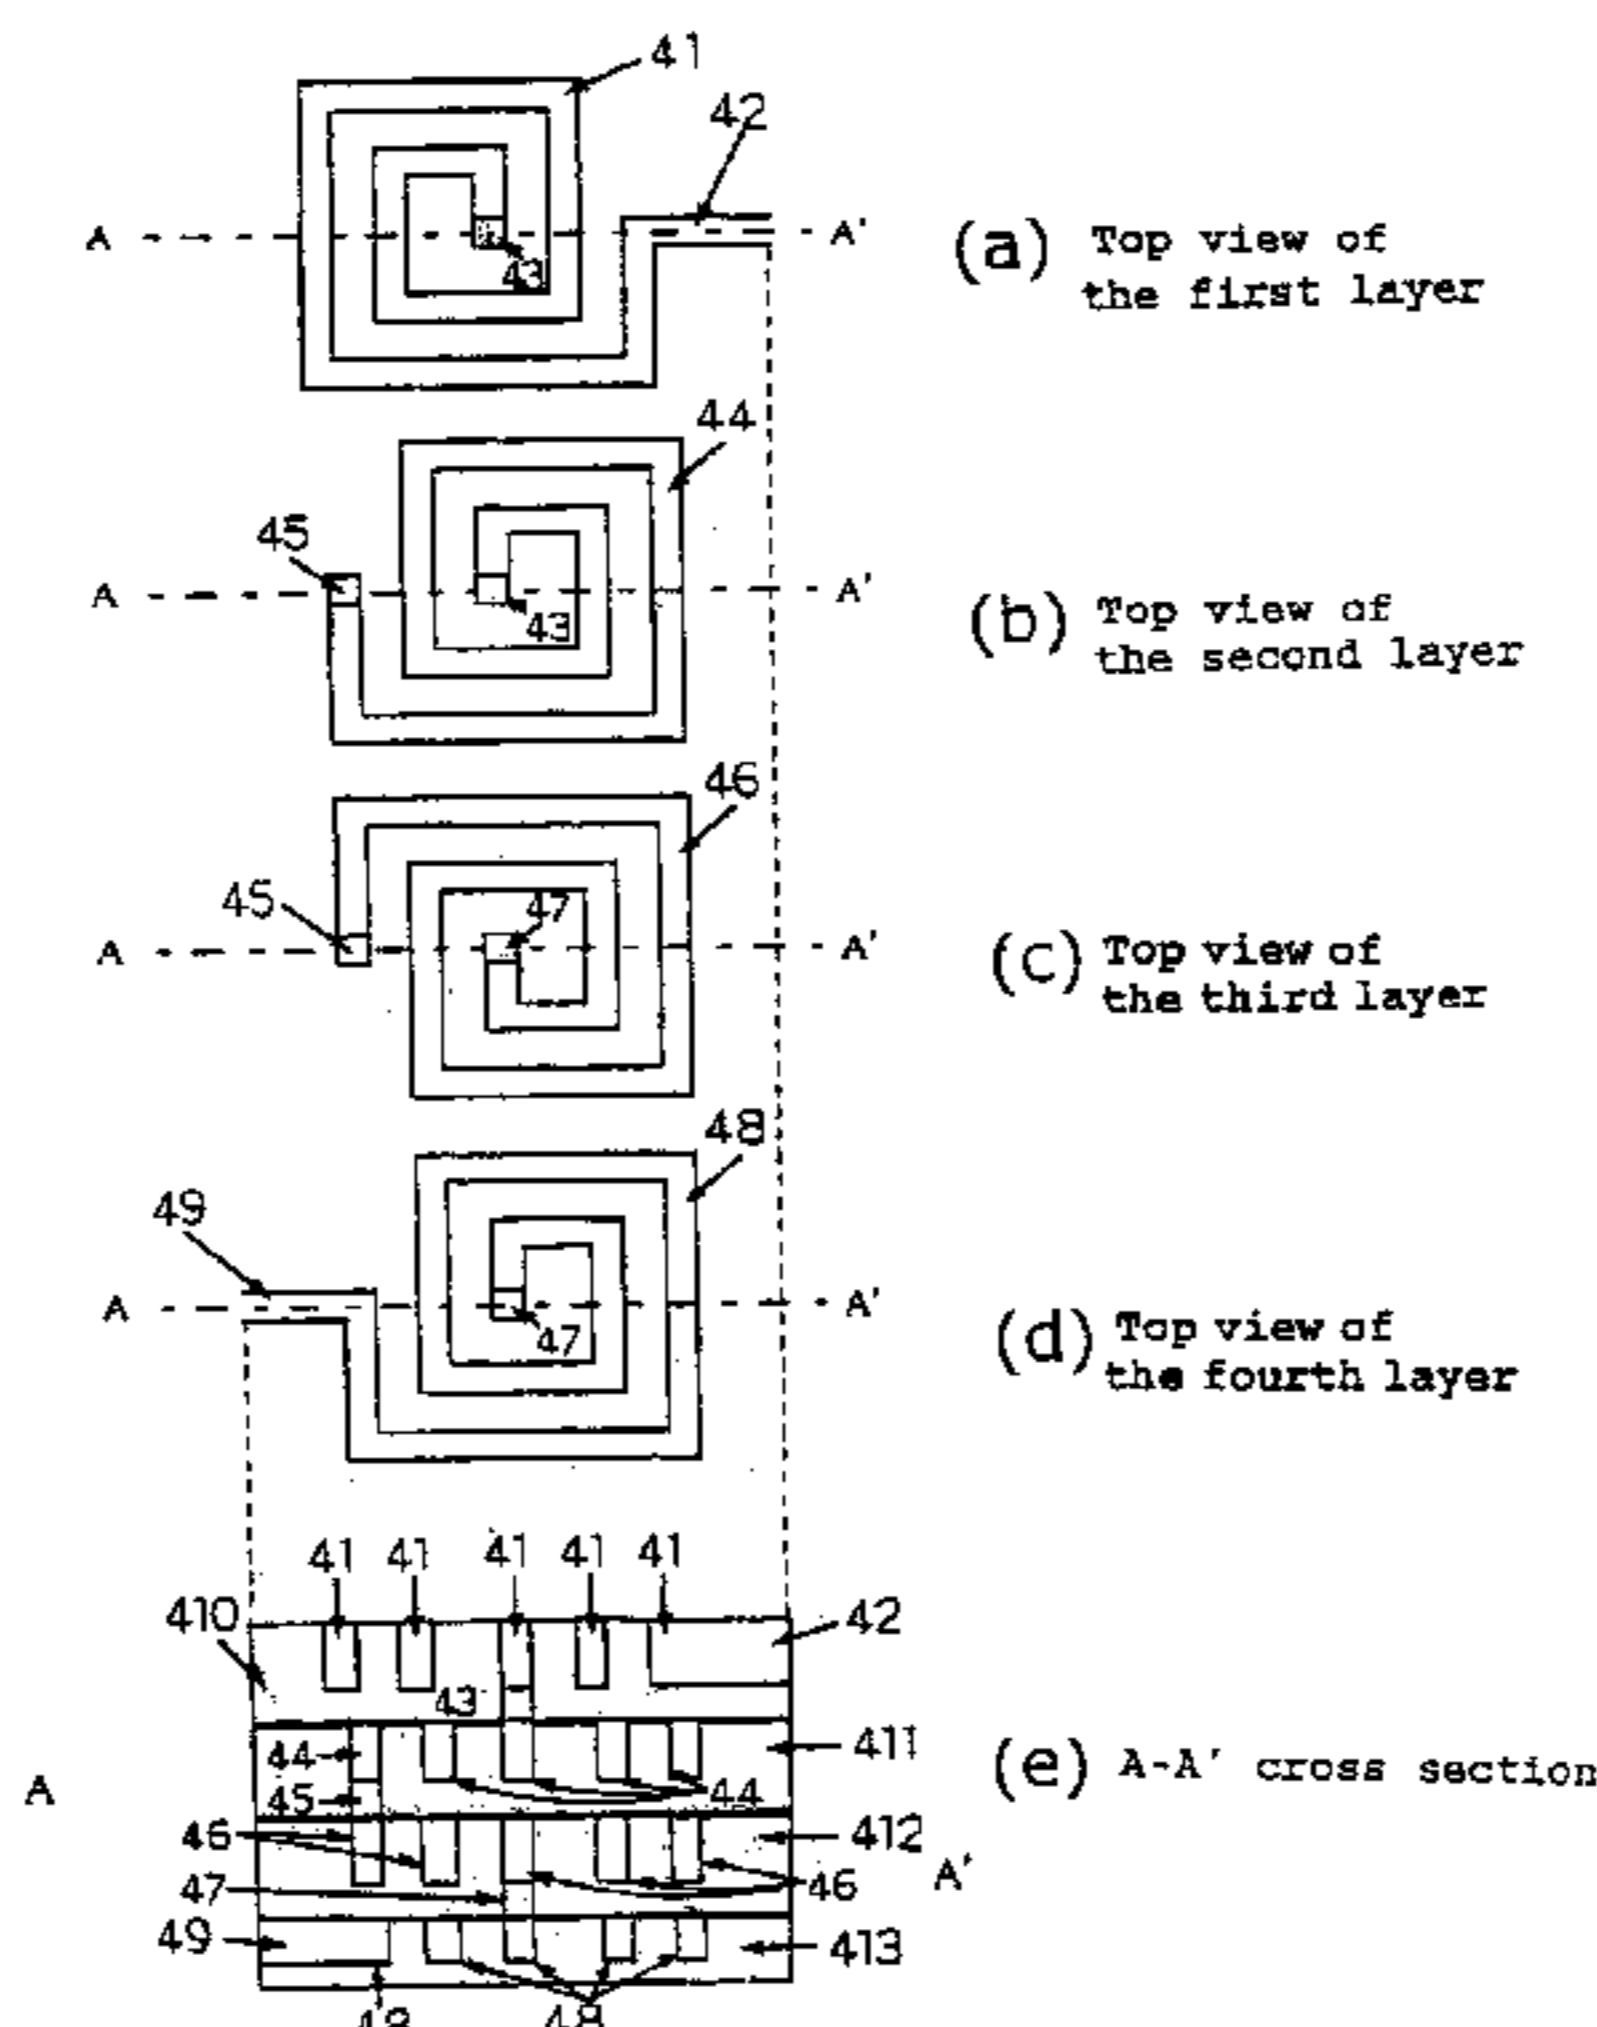 41
42
A
A'
43
(a) Top view of
the first layer
44
45
A
A'
43
(b) Top view of
the second layer
46
45
47
A
A'
(c) Top view of
the third layer
48
49
A
A'
47
(d) Top view of
the fourth layer
41 41 41 41 41
410
42
43
44
411
45
44
A
(e) A-A' cross section
46
412
47
46
A'
49
413
48
48